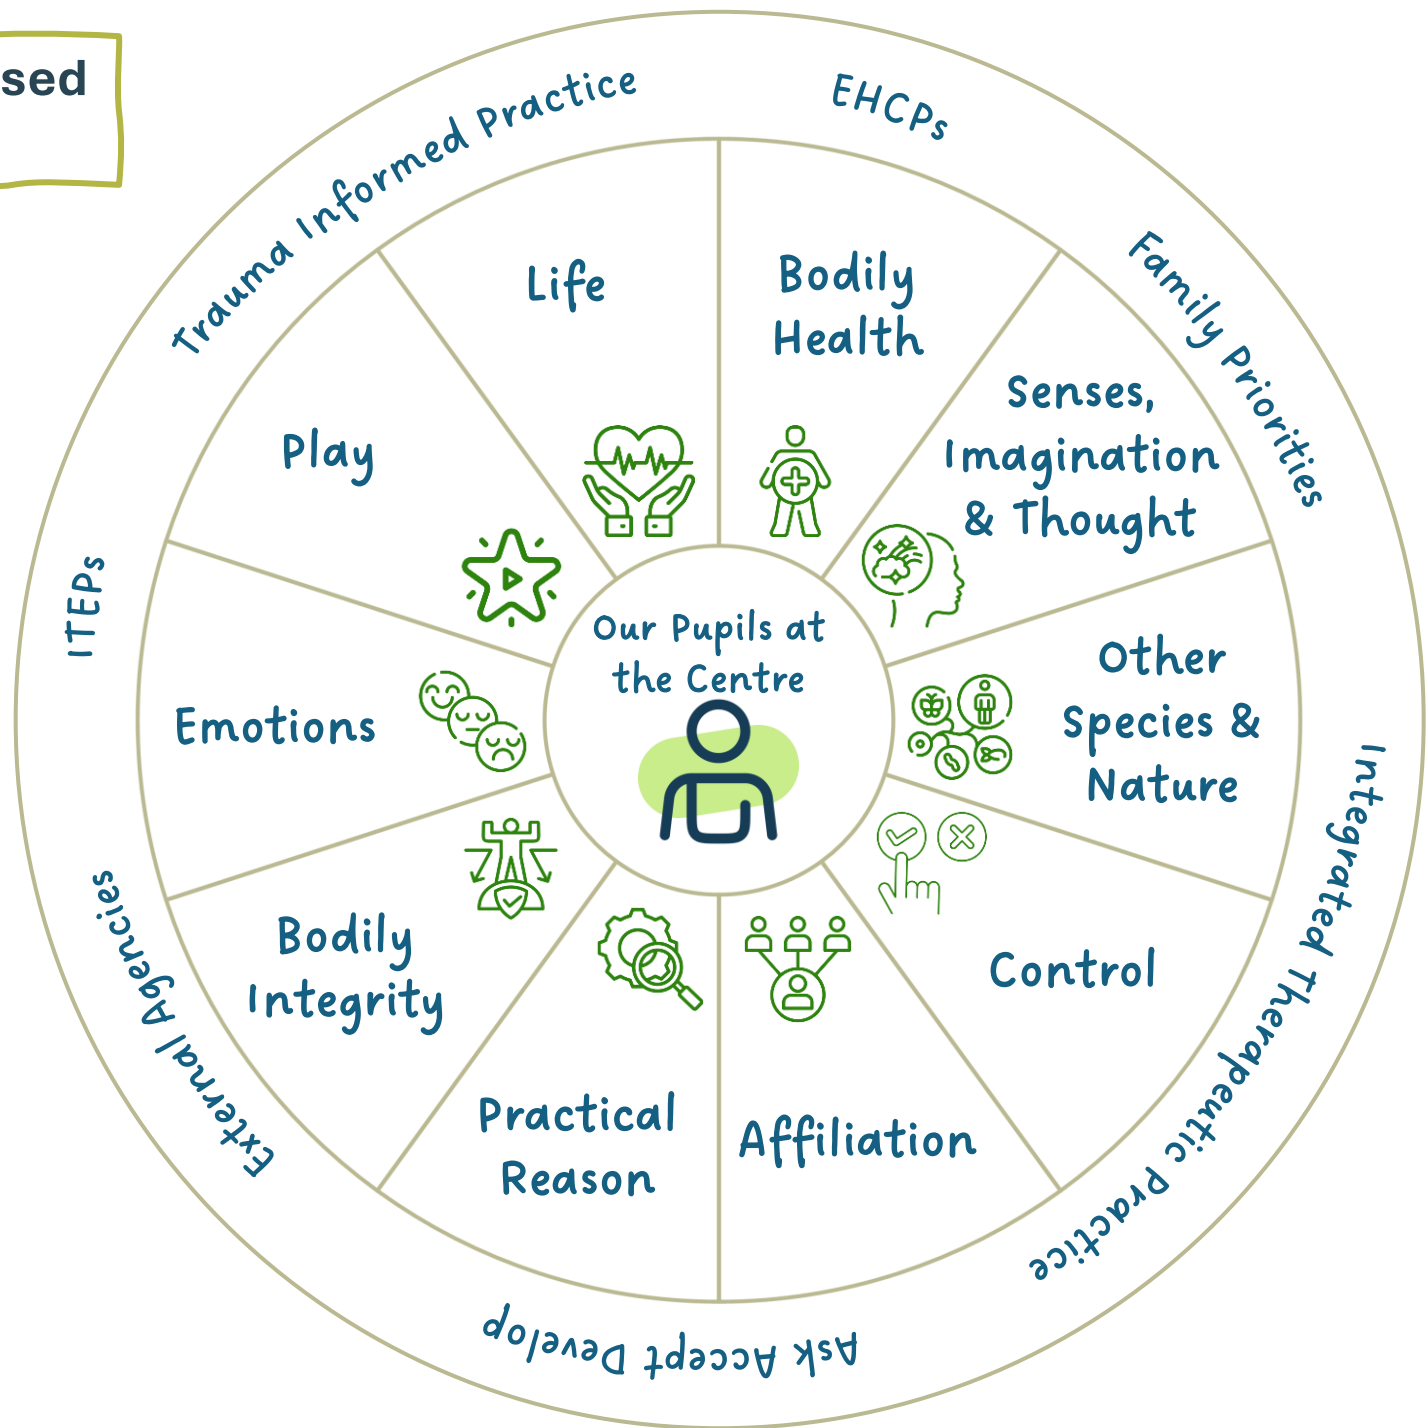 sed
Trauma Informed Practice
EHCPs
Family Priorities
Integrated Therapeutic Practice
Ask Accept Develop
External Agencies
ITEPs
Life
Bodily
Health
Senses,
Imagination
& Thought
Other
Species &
Nature
Control
Affiliation
Practical
Reason
Bodily
Integrity
Emotions
Play
Our Pupils at
the Centre